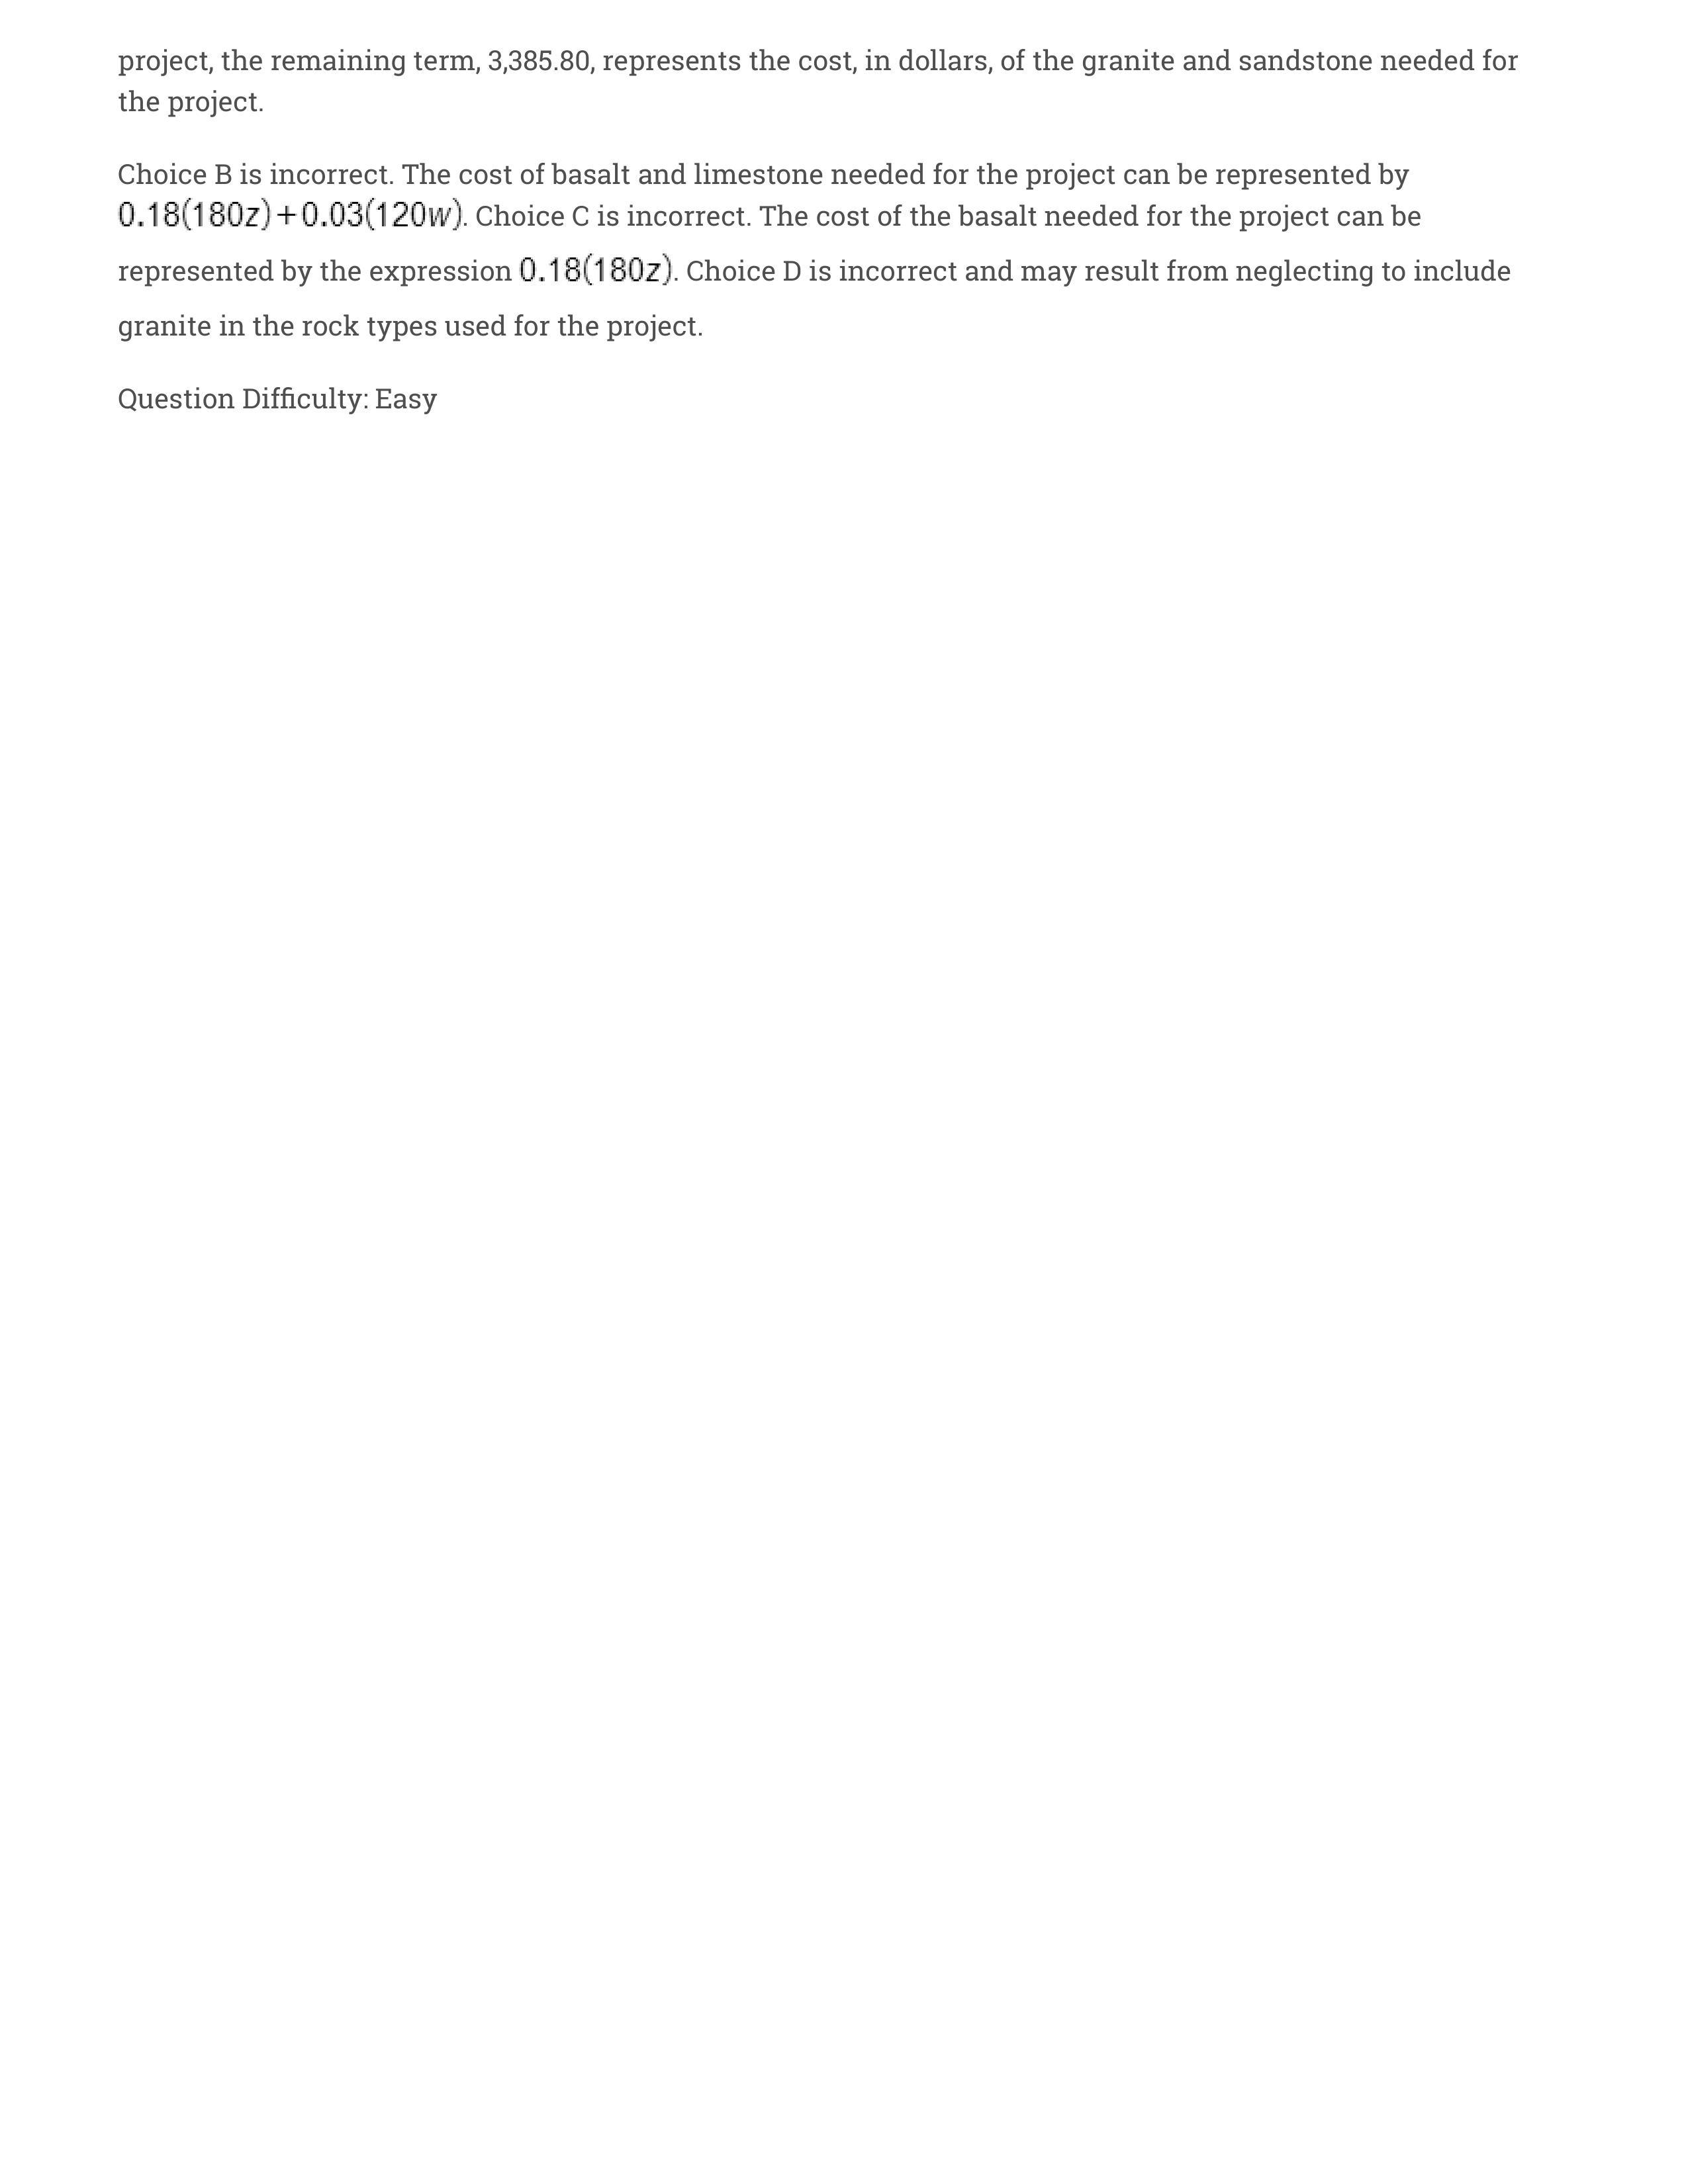 project, the remaining term, 3,385.80, represents the cost, in dollars, of the granite and sandstone needed for
the project.
Choice B is incorrect. The cost of basalt and limestone needed for the project can be represented by
0.18(180z)+0.03(120w). Choice C is incorrect. The cost of the basalt needed for the project can be
represented by the expression 0.18(180z). Choice D is incorrect and may result from neglecting to include
granite in the rock types used for the project.
Question Difficulty: Easy